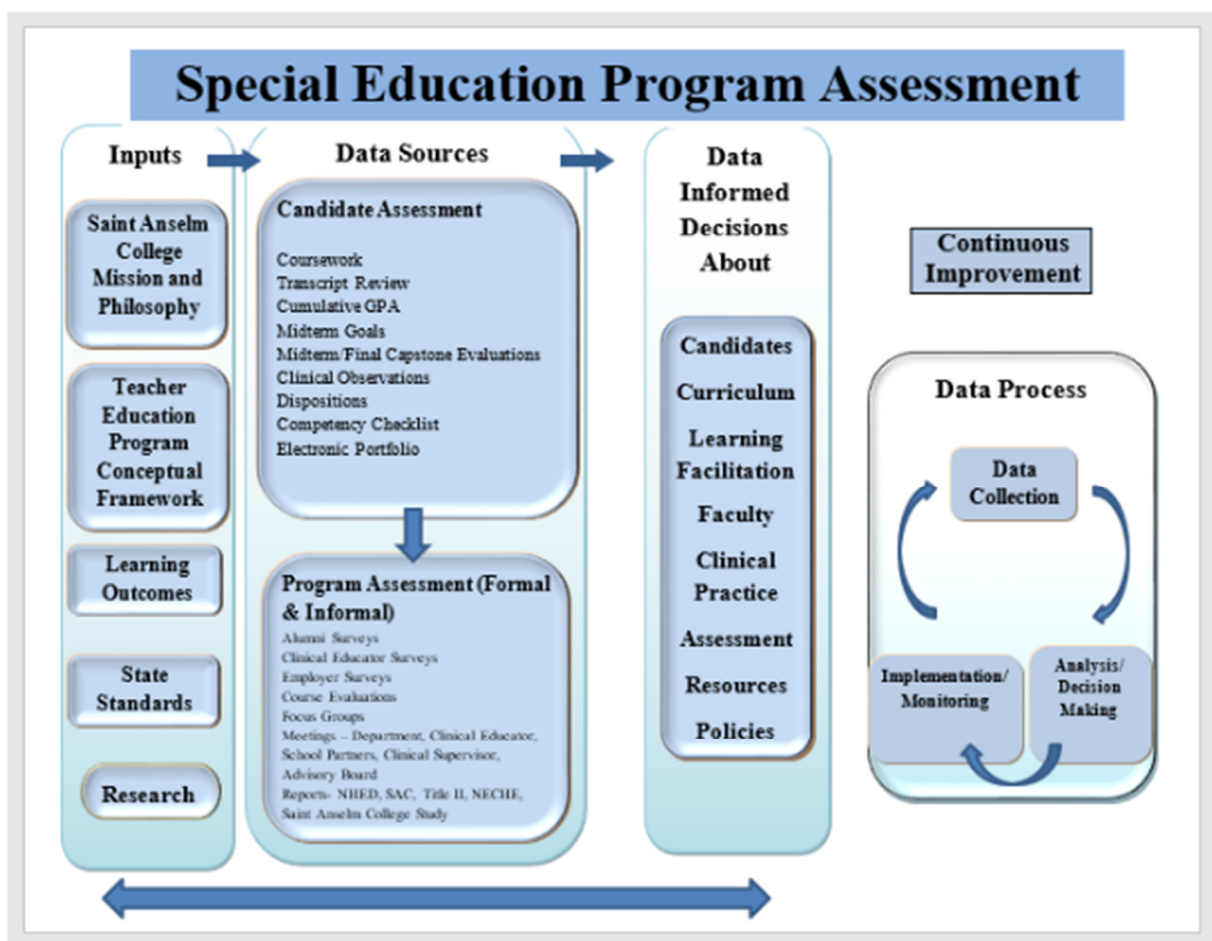 Special Education Program Assessment
Inputs
Saint Anselm
College
Mission and
Philosophy
Teacher
Education
Program
Conceptual
Framework
Learning
Outcomes
State
Standards
Research
Data Sources
Candidate Assessment
Coursework
Transcript Review
Cumulative GPA
Midterm Goals
Midterm/Final Capstone Evaluations
Clinical Observations
Dispositions
Competency Checklist
Electronic Portfolio
Program Assessment (Formal
& Informal)
Alumni Surveys
Clinical Educator Surveys
Employer Surveys
Course Evaluations
Focus Groups
Meetings – Department, Clinical Educator,
School Partners, Clinical Supervisor,
Advisory Board
Reports- NHED, SAC, Title II, NECHE,
Saint Anselm College Study
Data
Informed
Decisions
About
Candidates
Curriculum
Learning
Facilitation
Faculty
Clinical
Practice
Assessment
Resources
Policies
Continuous
Improvement
Data Process
Data
Collection
Implementation/
Monitoring
Analysis/
Decision
Making